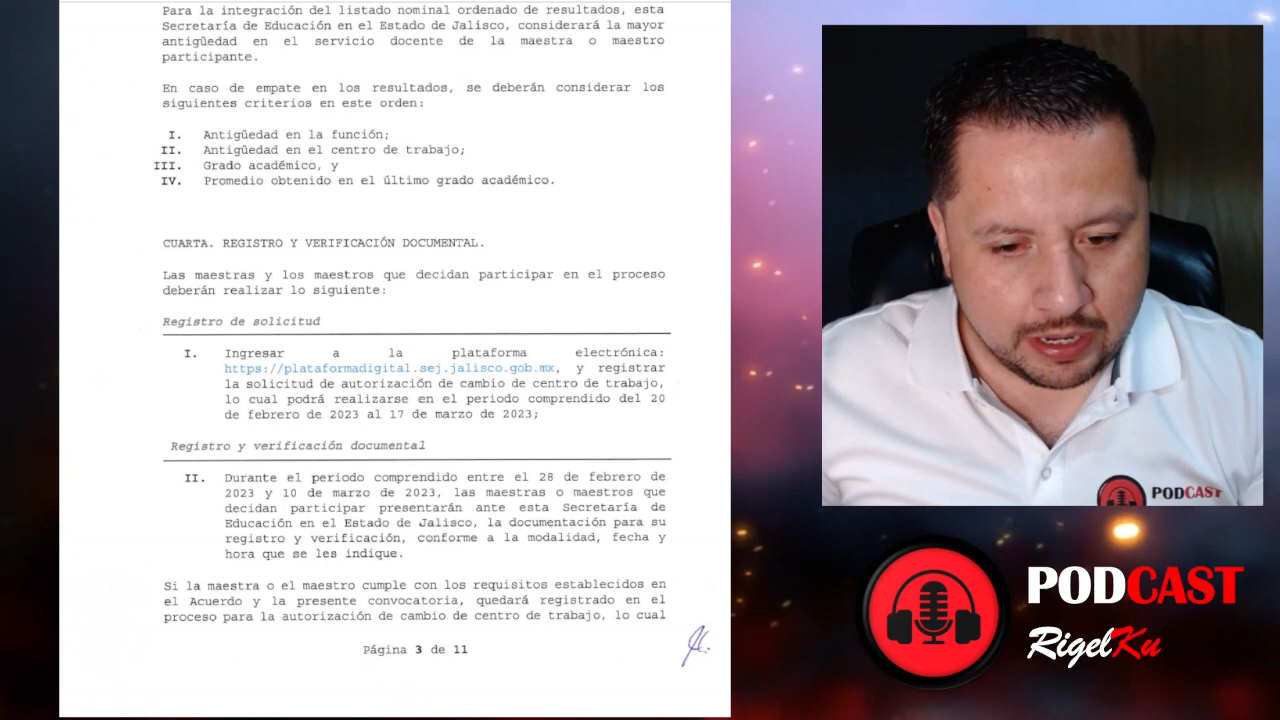 Para la integración del listado nominal ordenado de resultados, esta
Secretaría de Educación en el Estado de Jalisco, considerará la mayor
antigüedad en el servicio docente de la maestra o maestro
participante.
En caso de empate en los resultados, se deberán considerar los
siguientes criterios en este orden:
I. Antigüedad en la función;
II. Antigüedad en el centro de trabajo;
III. Grado académico, y
IV. Promedio obtenido en el último grado académico.
CUARTA. REGISTRO Y VERIFICACIÓN DOCUMENTAL.
Las maestras y los maestros que decidan participar en el proceso
deberán realizar lo siguiente:
Registro de solicitud
I. Ingresar a la plataforma electrónica:
https://plataformadigital.sej.jalisco.gob.mx, y registrar
la solicitud de autorización de cambio de centro de trabajo,
lo cual podrá realizarse en el periodo comprendido del 20
de febrero de 2023 al 17 de marzo de 2023;
Registro y verificación documental
II. Durante el periodo comprendido entre el 28 de febrero de
2023 y 10 de marzo de 2023, las maestras o maestros que
decidan participar presentarán ante esta Secretaría de
Educación en el Estado de Jalisco, la documentación para su
registro y verificación, conforme a la modalidad, fecha y
hora que se les indique.
Si la maestra o el maestro cumple con los requisitos establecidos en
el Acuerdo y la presente convocatoria, quedará registrado en el
proceso para la autorización de cambio de centro de trabajo, lo cual
Página 3 de 11
PODCAST
PODCAST
RigelKu